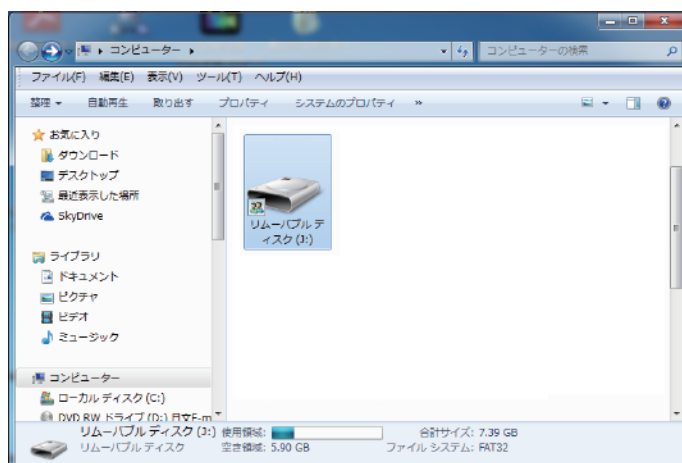 コンピューター
コンピューターの検索
ファイル(F) 編集(E) 表示(V) ツール(T) ヘルプ(H)
整理 自動再生 取り出す プロパティ システムのプロパティ »
お気に入り
ダウンロード
デスクトップ
最近表示した場所
SkyDrive
ライブラリ
ドキュメント
ピクチャ
ビデオ
ミュージック
コンピューター
ローカル ディスク (C:)
DVD RW ドライブ (D:) 日文F-m
リムーバブル デ
ィスク (J:)
リムーバブル ディスク (J:) 使用領域: 合計サイズ: 7.39 GB
リムーバブル ディスク 空き領域: 5.90 GB ファイル システム: FAT32